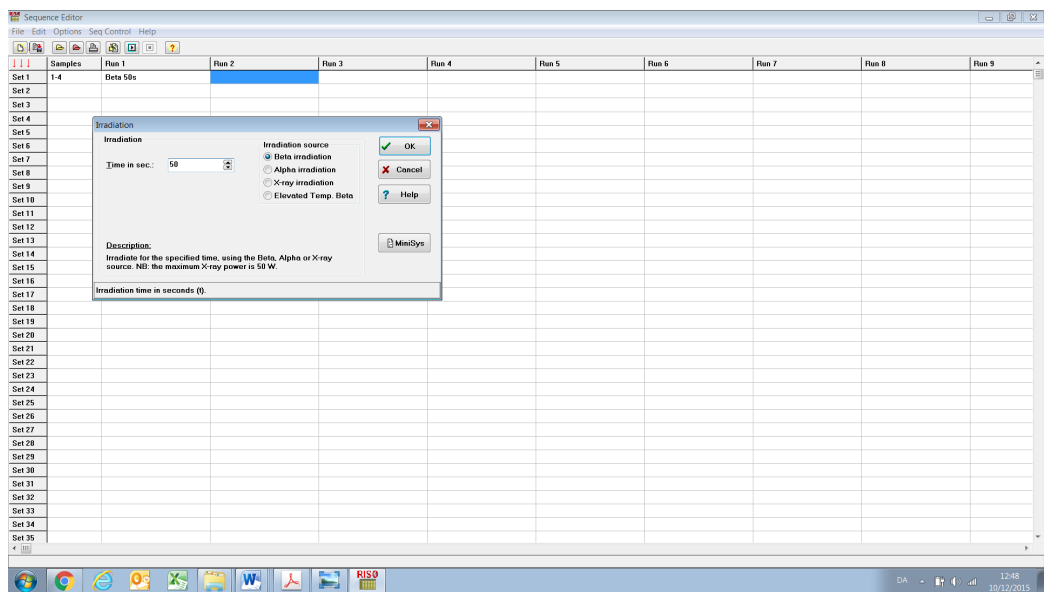 Sequence Editor
File Edit Options Seq Control Help
↓↓↓ Samples Run 1 Run 2 Run 3 Run 4 Run 5 Run 6 Run 7 Run 8 Run 9
Set 1 1-4 Beta 50s
Set 2
Set 3
Set 4
Set 5
Set 6
Set 7
Set 8
Set 9
Set 10
Set 11
Set 12
Set 13
Set 14
Set 15
Set 16
Set 17
Set 18
Set 19
Set 20
Set 21
Set 22
Set 23
Set 24
Set 25
Set 26
Set 27
Set 28
Set 29
Set 30
Set 31
Set 32
Set 33
Set 34
Set 35
Irradiation
Irradiation
Time in sec.: 50
Irradiation source
Beta irradiation
Alpha irradiation
X-ray irradiation
Elevated Temp. Beta
OK
Cancel
Help
MiniSys
Description:
Irradiate for the specified time, using the Beta, Alpha or X-ray
source. NB: the maximum X-ray power is 50 W.
Irradiation time in seconds (t).
RISØ
DA
12:48
10/12/2015